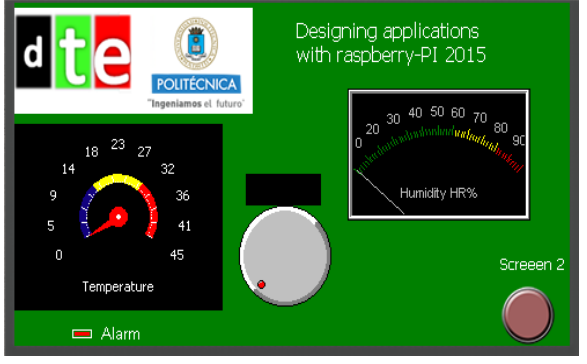 dte
POLITÉCNICA
"Ingeniamos el futuro"
Designing applications
with raspberry-PI 2015
0 5 9 14 18 23 27 32 36 41 45
Temperature
Alarm
0 20 30 40 50 60 70 80 90
Humidity HR%
Screeen 2